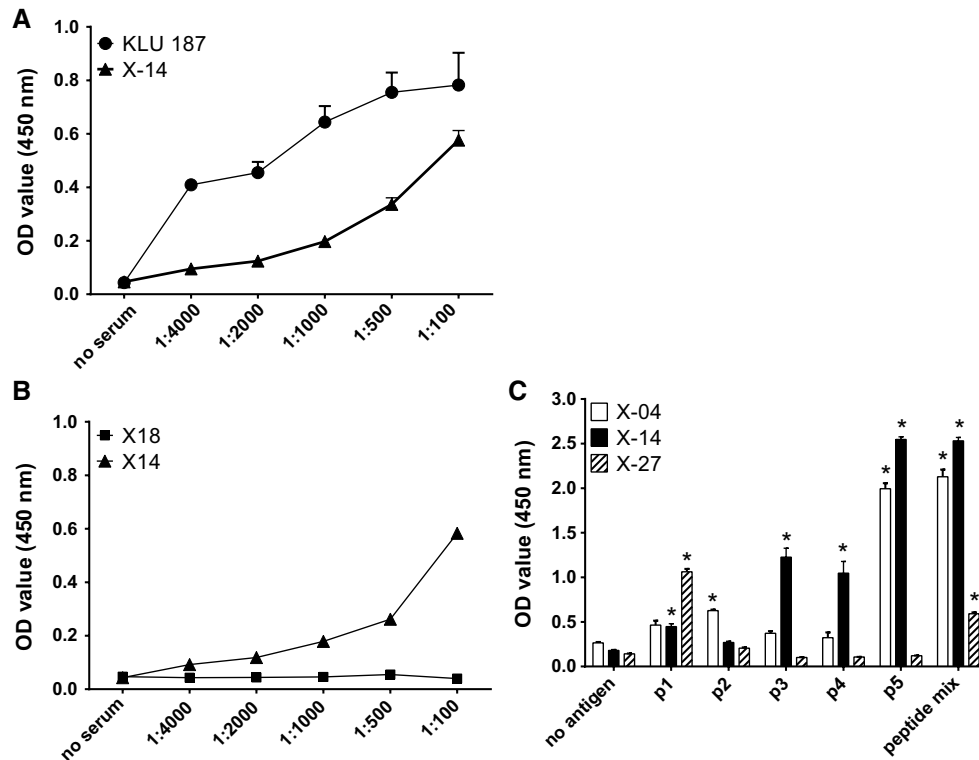 A
OD value (450 nm)
1.0
0.8
0.6
0.4
0.2
0.0
KLU 187
X-14
no serum
1:4000
1:2000
1:1000
1:500
1:100
B
OD value (450 nm)
1.0
0.8
0.6
0.4
0.2
0.0
X18
X14
no serum
1:4000
1:2000
1:1000
1:500
1:100
C
OD value (450 nm)
3.0
2.5
2.0
1.5
1.0
0.5
0.0
X-04
X-14
X-27
* * * * * * * * * *
no antigen
p1
p2
p3
p4
p5
peptide mix